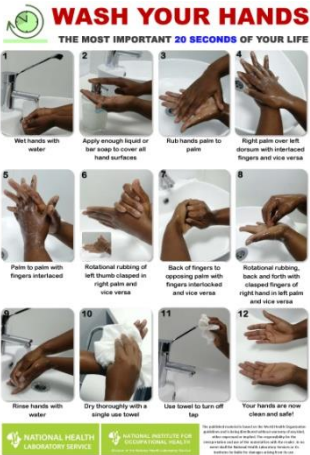 WASH YOUR HANDS
THE MOST IMPORTANT 20 SECONDS OF YOUR LIFE
1
Wet hands with
water
2
Apply enough liquid or
bar soap to cover all
hand surfaces
3
Rub hands palm to
palm
4
Right palm over left
dorsum with interlaced
fingers and vice versa
5
Palm to palm with
fingers interlaced
6
Rotational rubbing of
left thumb clasped in
right palm and
vice versa
7
Back of fingers to
opposing palm with
fingers interlocked
and vice versa
8
Rotational rubbing,
back and forth with
clasped fingers of
right hand in left palm
and vice versa
9
Rinse hands with
water
10
Dry thoroughly with a
single use towel
11
Use towel to turn off
tap
12
Your hands are now
clean and safe!
NATIONAL HEALTH
LABORATORY SERVICE
NATIONAL INSTITUTE FOR
OCCUPATIONAL HEALTH